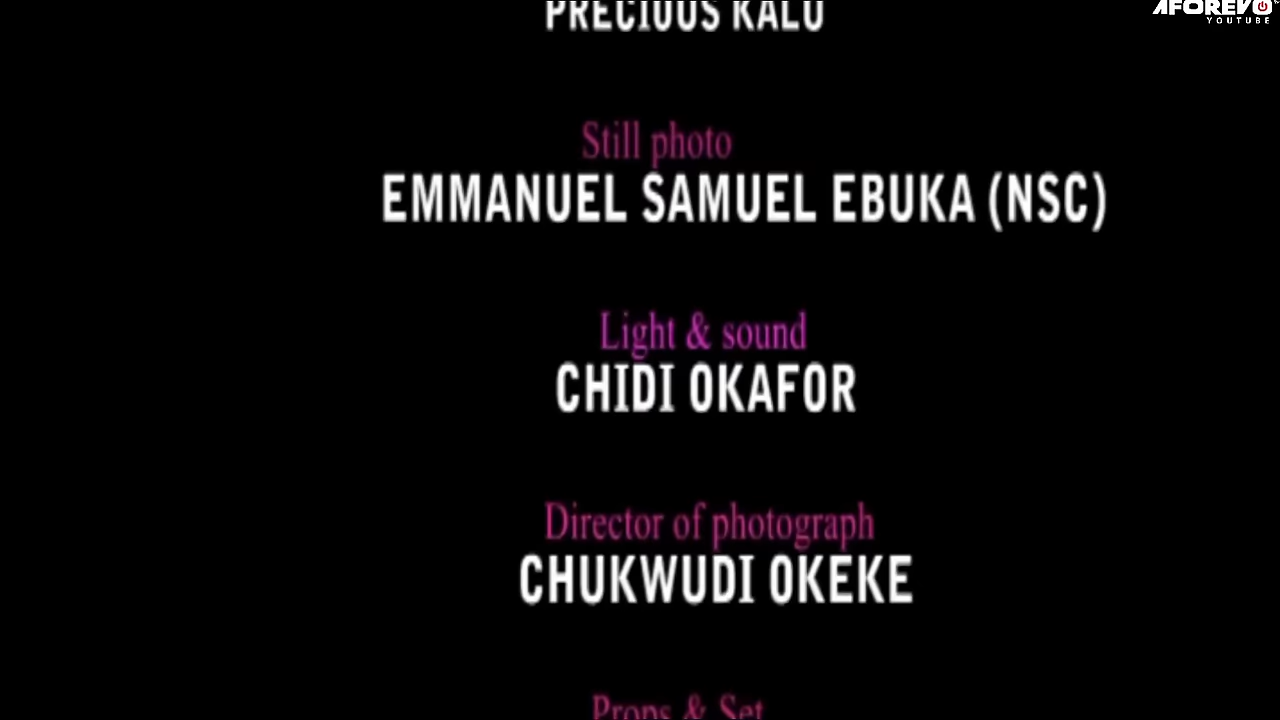 AFOREVO
YOUTUBE
PRECIOUS KALU
Still photo
EMMANUEL SAMUEL EBUKA (NSC)
Light & sound
CHIDI OKAFOR
Director of photograph
CHUKWUDI OKEKE
Props & Set